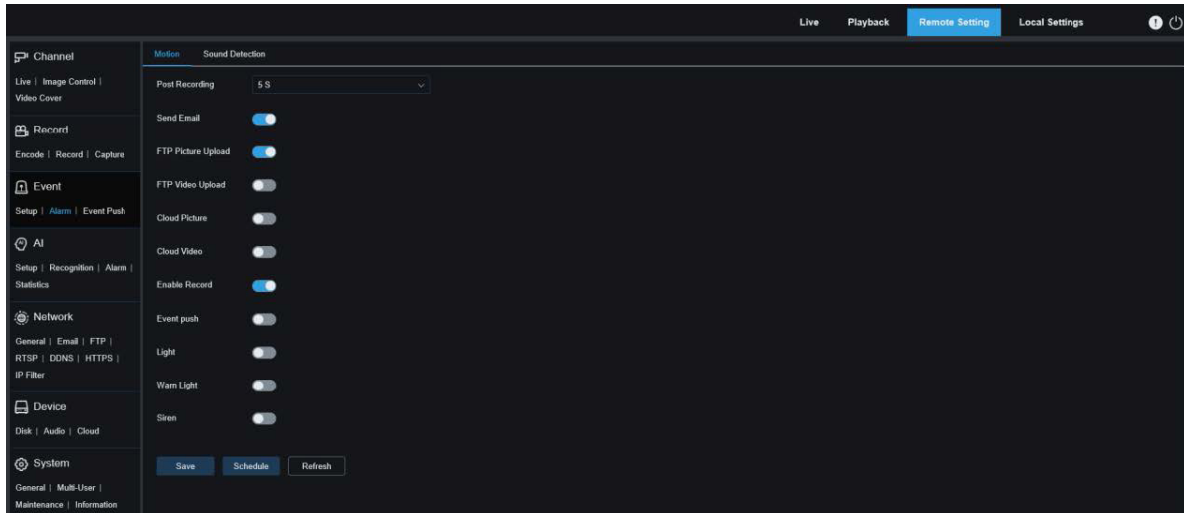 Live Playback Remote Setting Local Settings
Channel
Live | Image Control |
Video Cover
Record
Encode | Record | Capture
Event
Setup | Alarm | Event Push
AI
Setup | Recognition | Alarm |
Statistics
Network
General | Email | FTP |
RTSP | DDNS | HTTPS |
IP Filter
Device
Disk | Audio | Cloud
System
General | Multi-User |
Maintenance | Information
Motion Sound Detection
Post Recording 5 S
Send Email
FTP Picture Upload
FTP Video Upload
Cloud Picture
Cloud Video
Enable Record
Event push
Light
Warn Light
Siren
Save Schedule Refresh